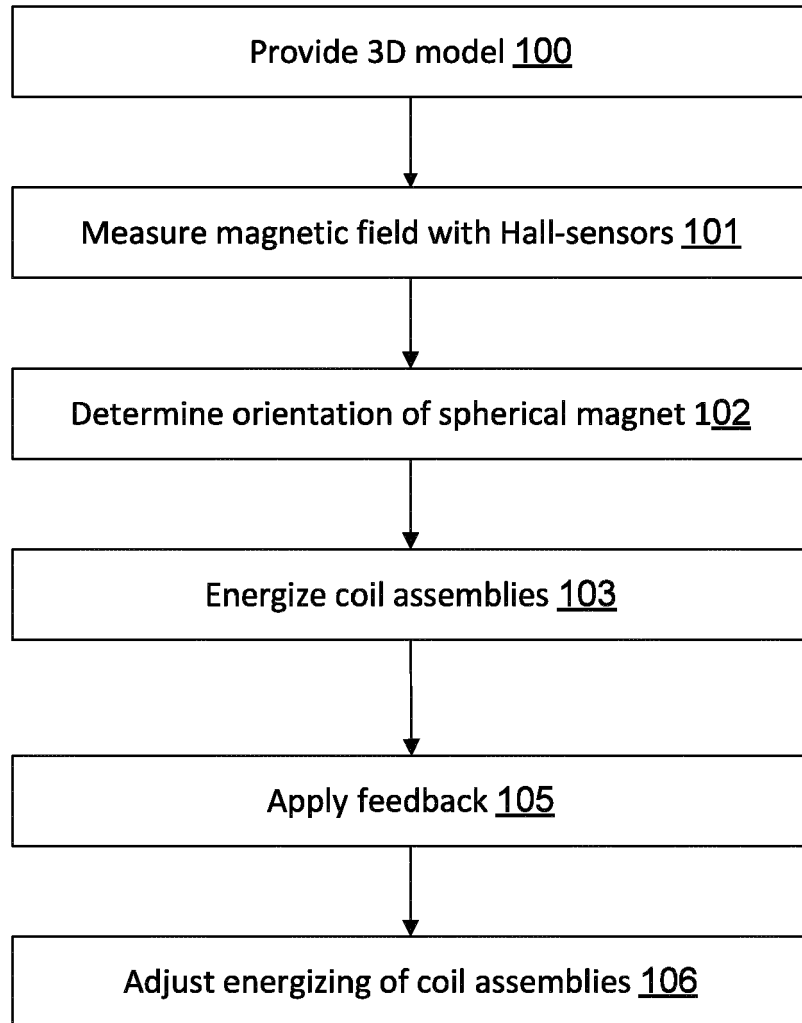 Provide 3D model 100
Measure magnetic field with Hall-sensors 101
Determine orientation of spherical magnet 102
Energize coil assemblies 103
Apply feedback 105
Adjust energizing of coil assemblies 106